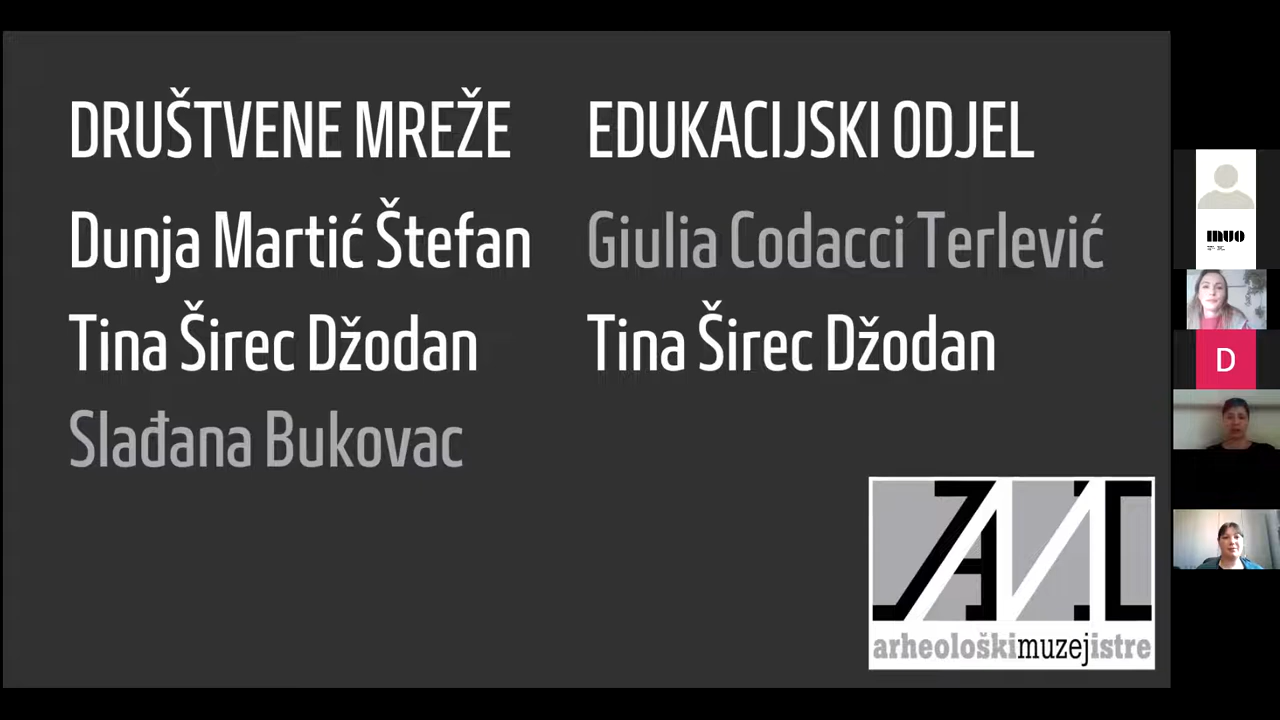 DRUŠTVENE MREŽE
Dunja Martić Štefan
Tina Širec Džodan
Slađana Bukovac
EDUKACIJSKI ODJEL
Giulia Codacci Terlević
Tina Širec Džodan
AMI
arheološkimuzejistre
muo
D